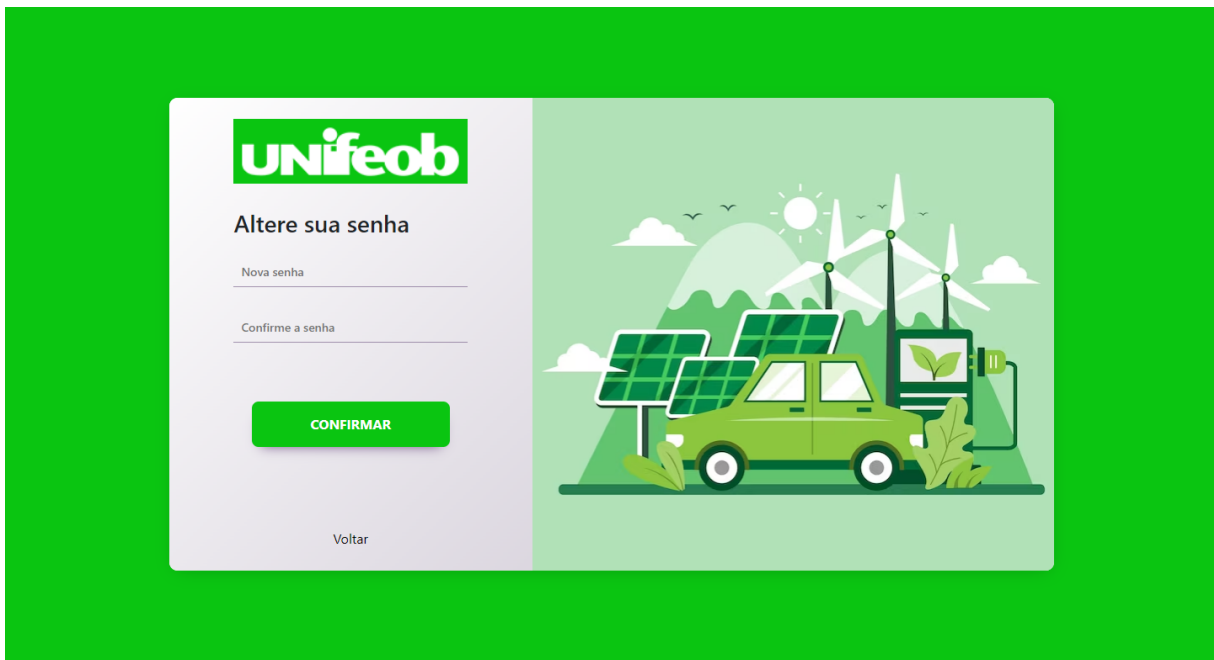 UNifeob
Altere sua senha
Nova senha
Confirme a senha
CONFIRMAR
Voltar